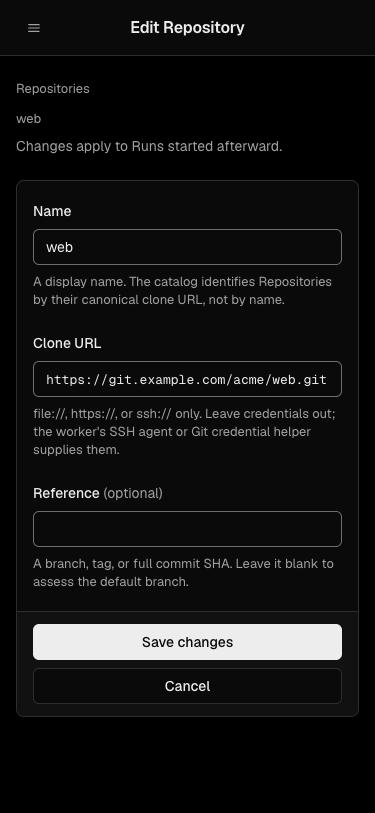 Edit Repository
Repositories
web
Changes apply to Runs started afterward.
Name
web
A display name. The catalog identifies Repositories
by their canonical clone URL, not by name.
Clone URL
https://git.example.com/acme/web.git
file://, https://, or ssh:// only. Leave credentials out;
the worker's SSH agent or Git credential helper
supplies them.
Reference (optional)
A branch, tag, or full commit SHA. Leave it blank to
assess the default branch.
Save changes
Cancel